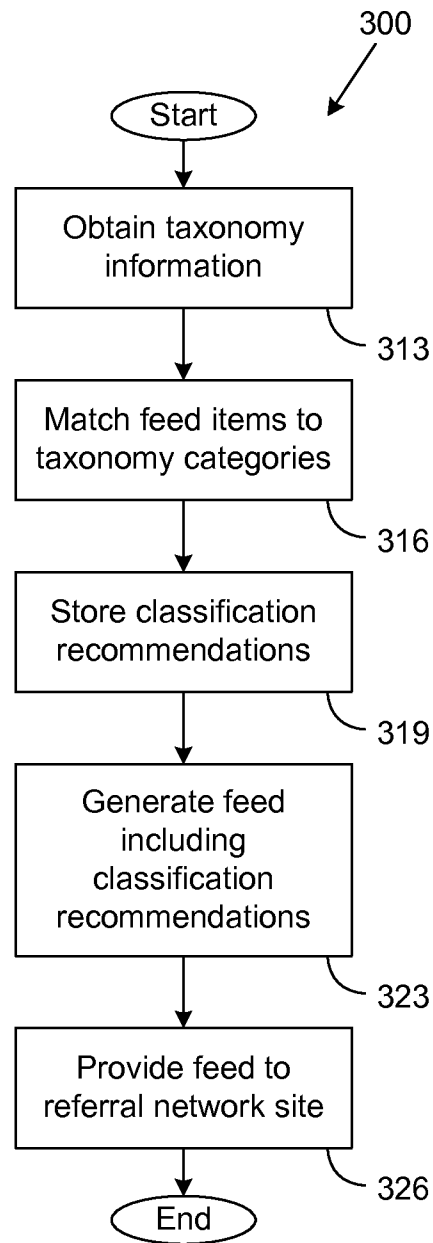 300
Start
Obtain taxonomy
information
313
Match feed items to
taxonomy categories
316
Store classification
recommendations
319
Generate feed
including
classification
recommendations
323
Provide feed to
referral network site
326
End